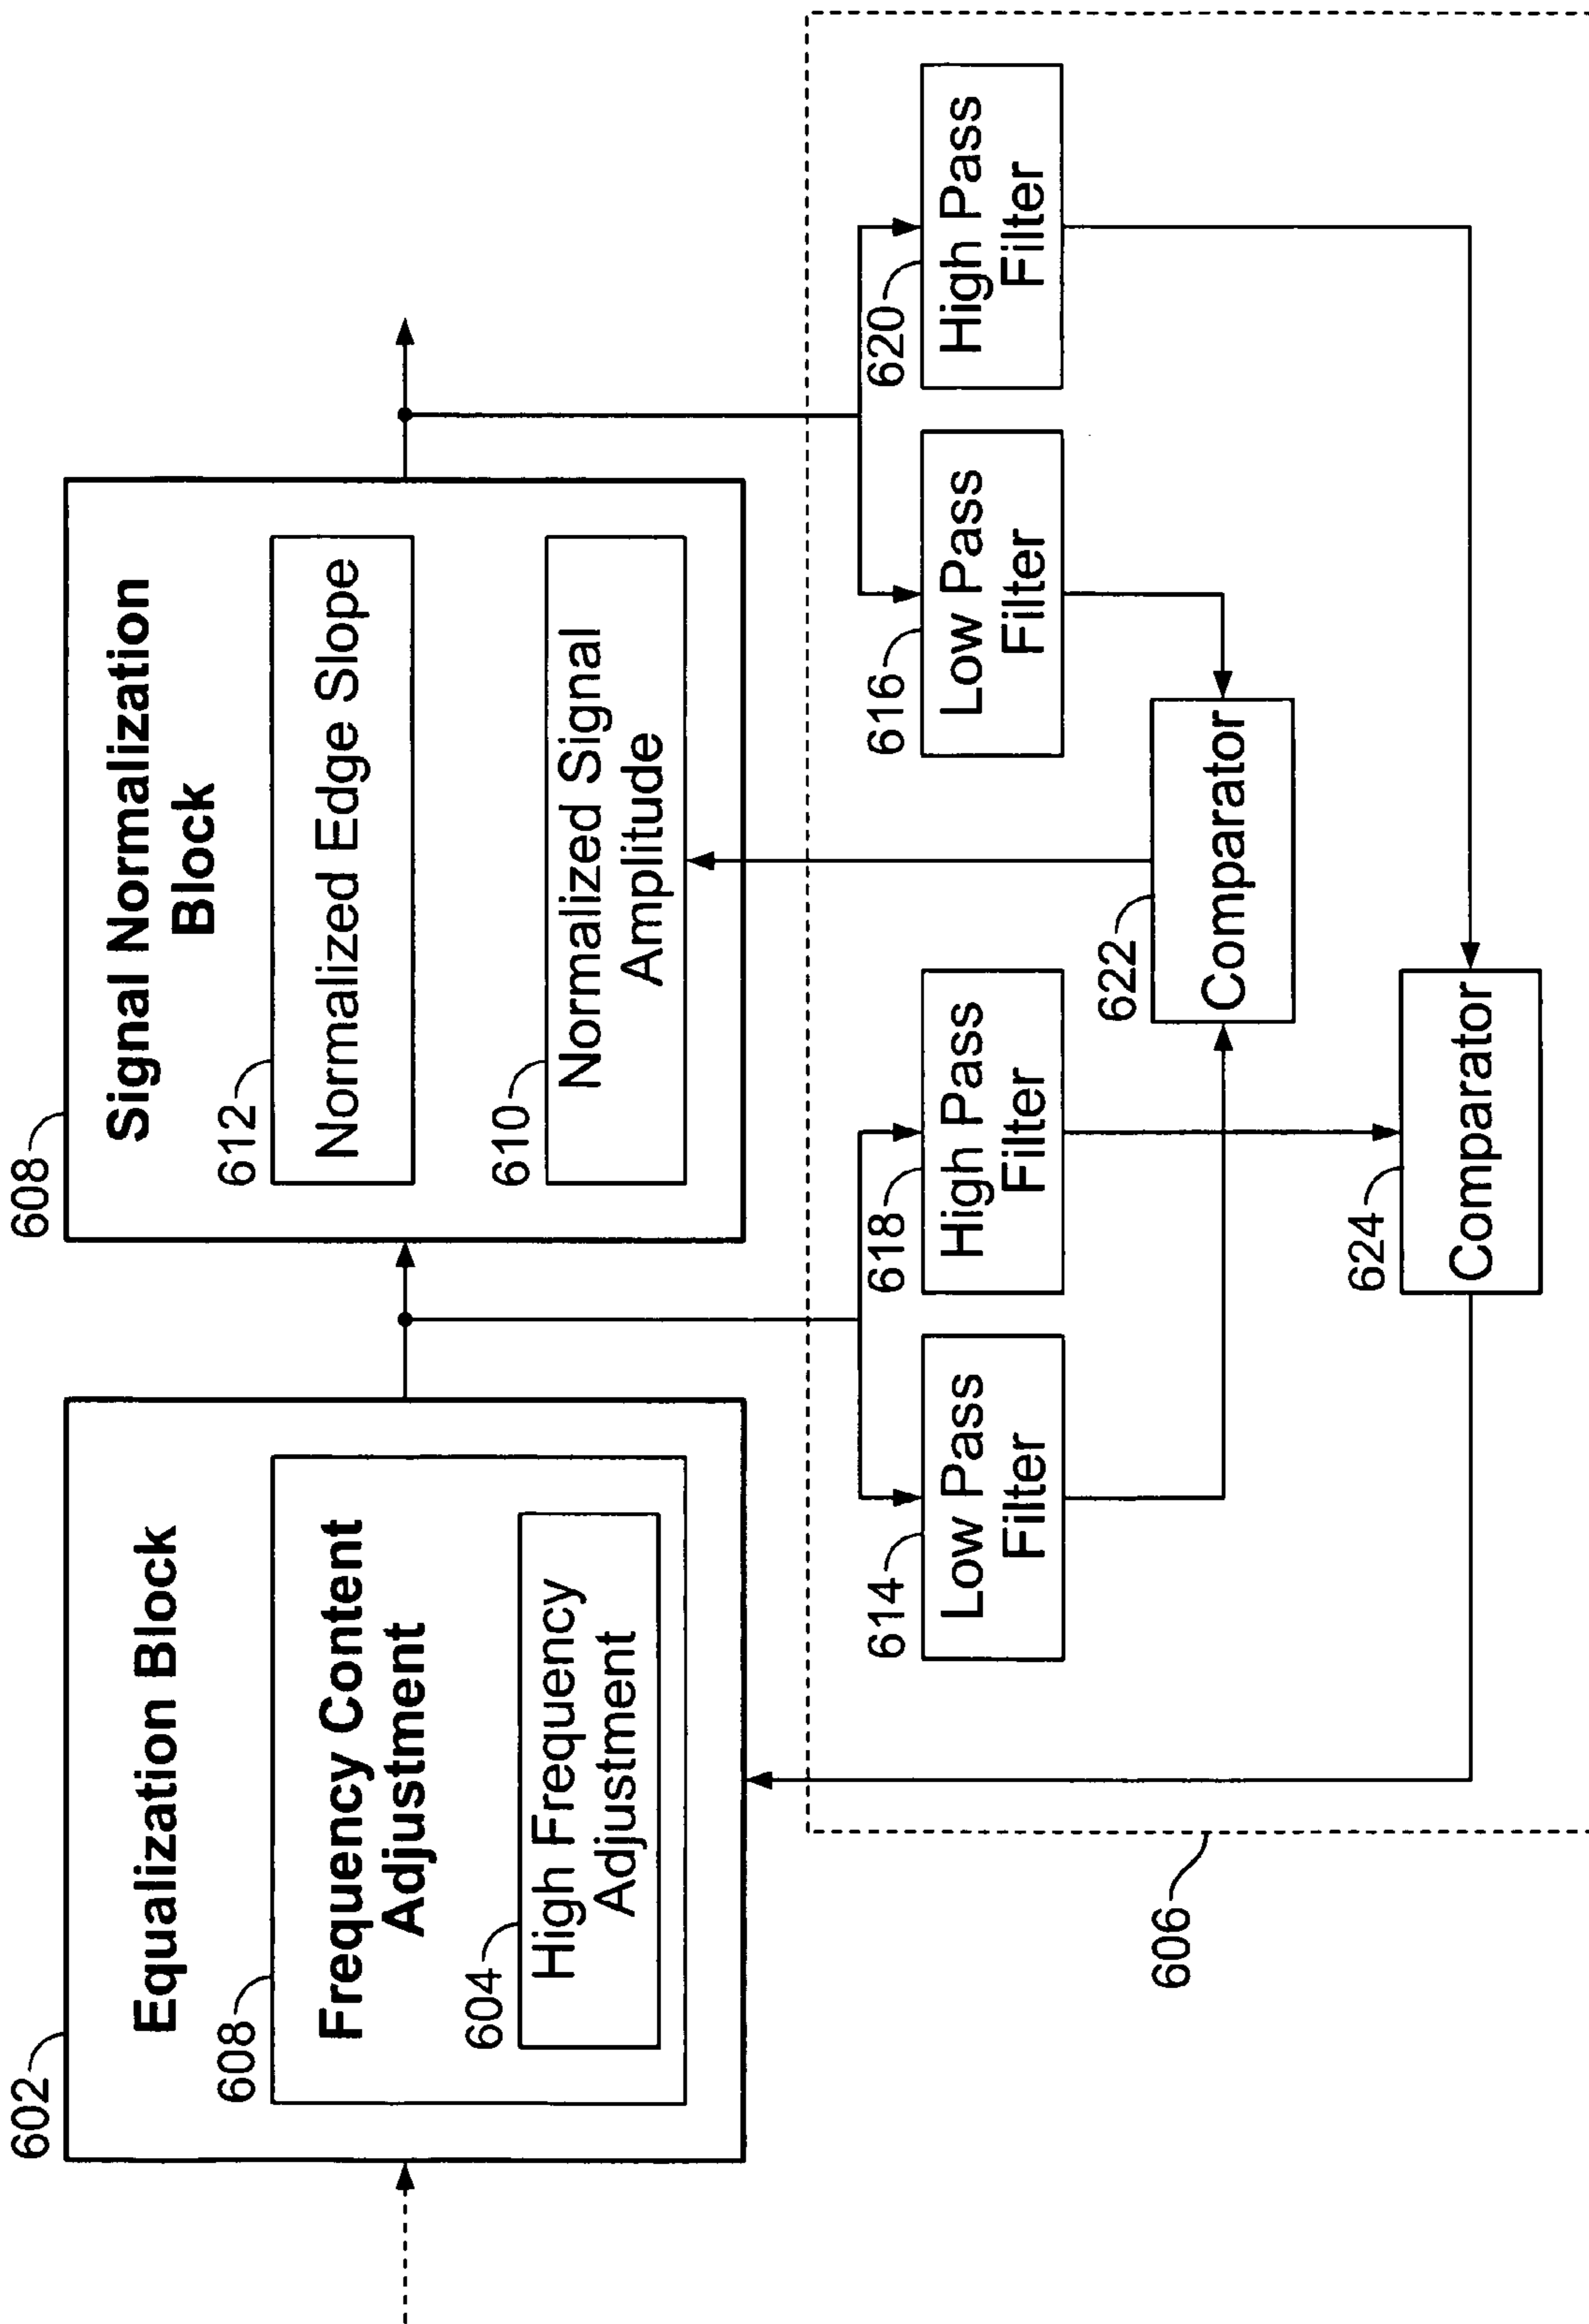 602
Equalization Block
608
Frequency Content
Adjustment
604
High Frequency
Adjustment
608
Signal Normalization
Block
612
Normalized Edge Slope
610
Normalized Signal
Amplitude
614
Low Pass
Filter
618
High Pass
Filter
616
Low Pass
Filter
620
High Pass
Filter
622
Comparator
624
Comparator
606